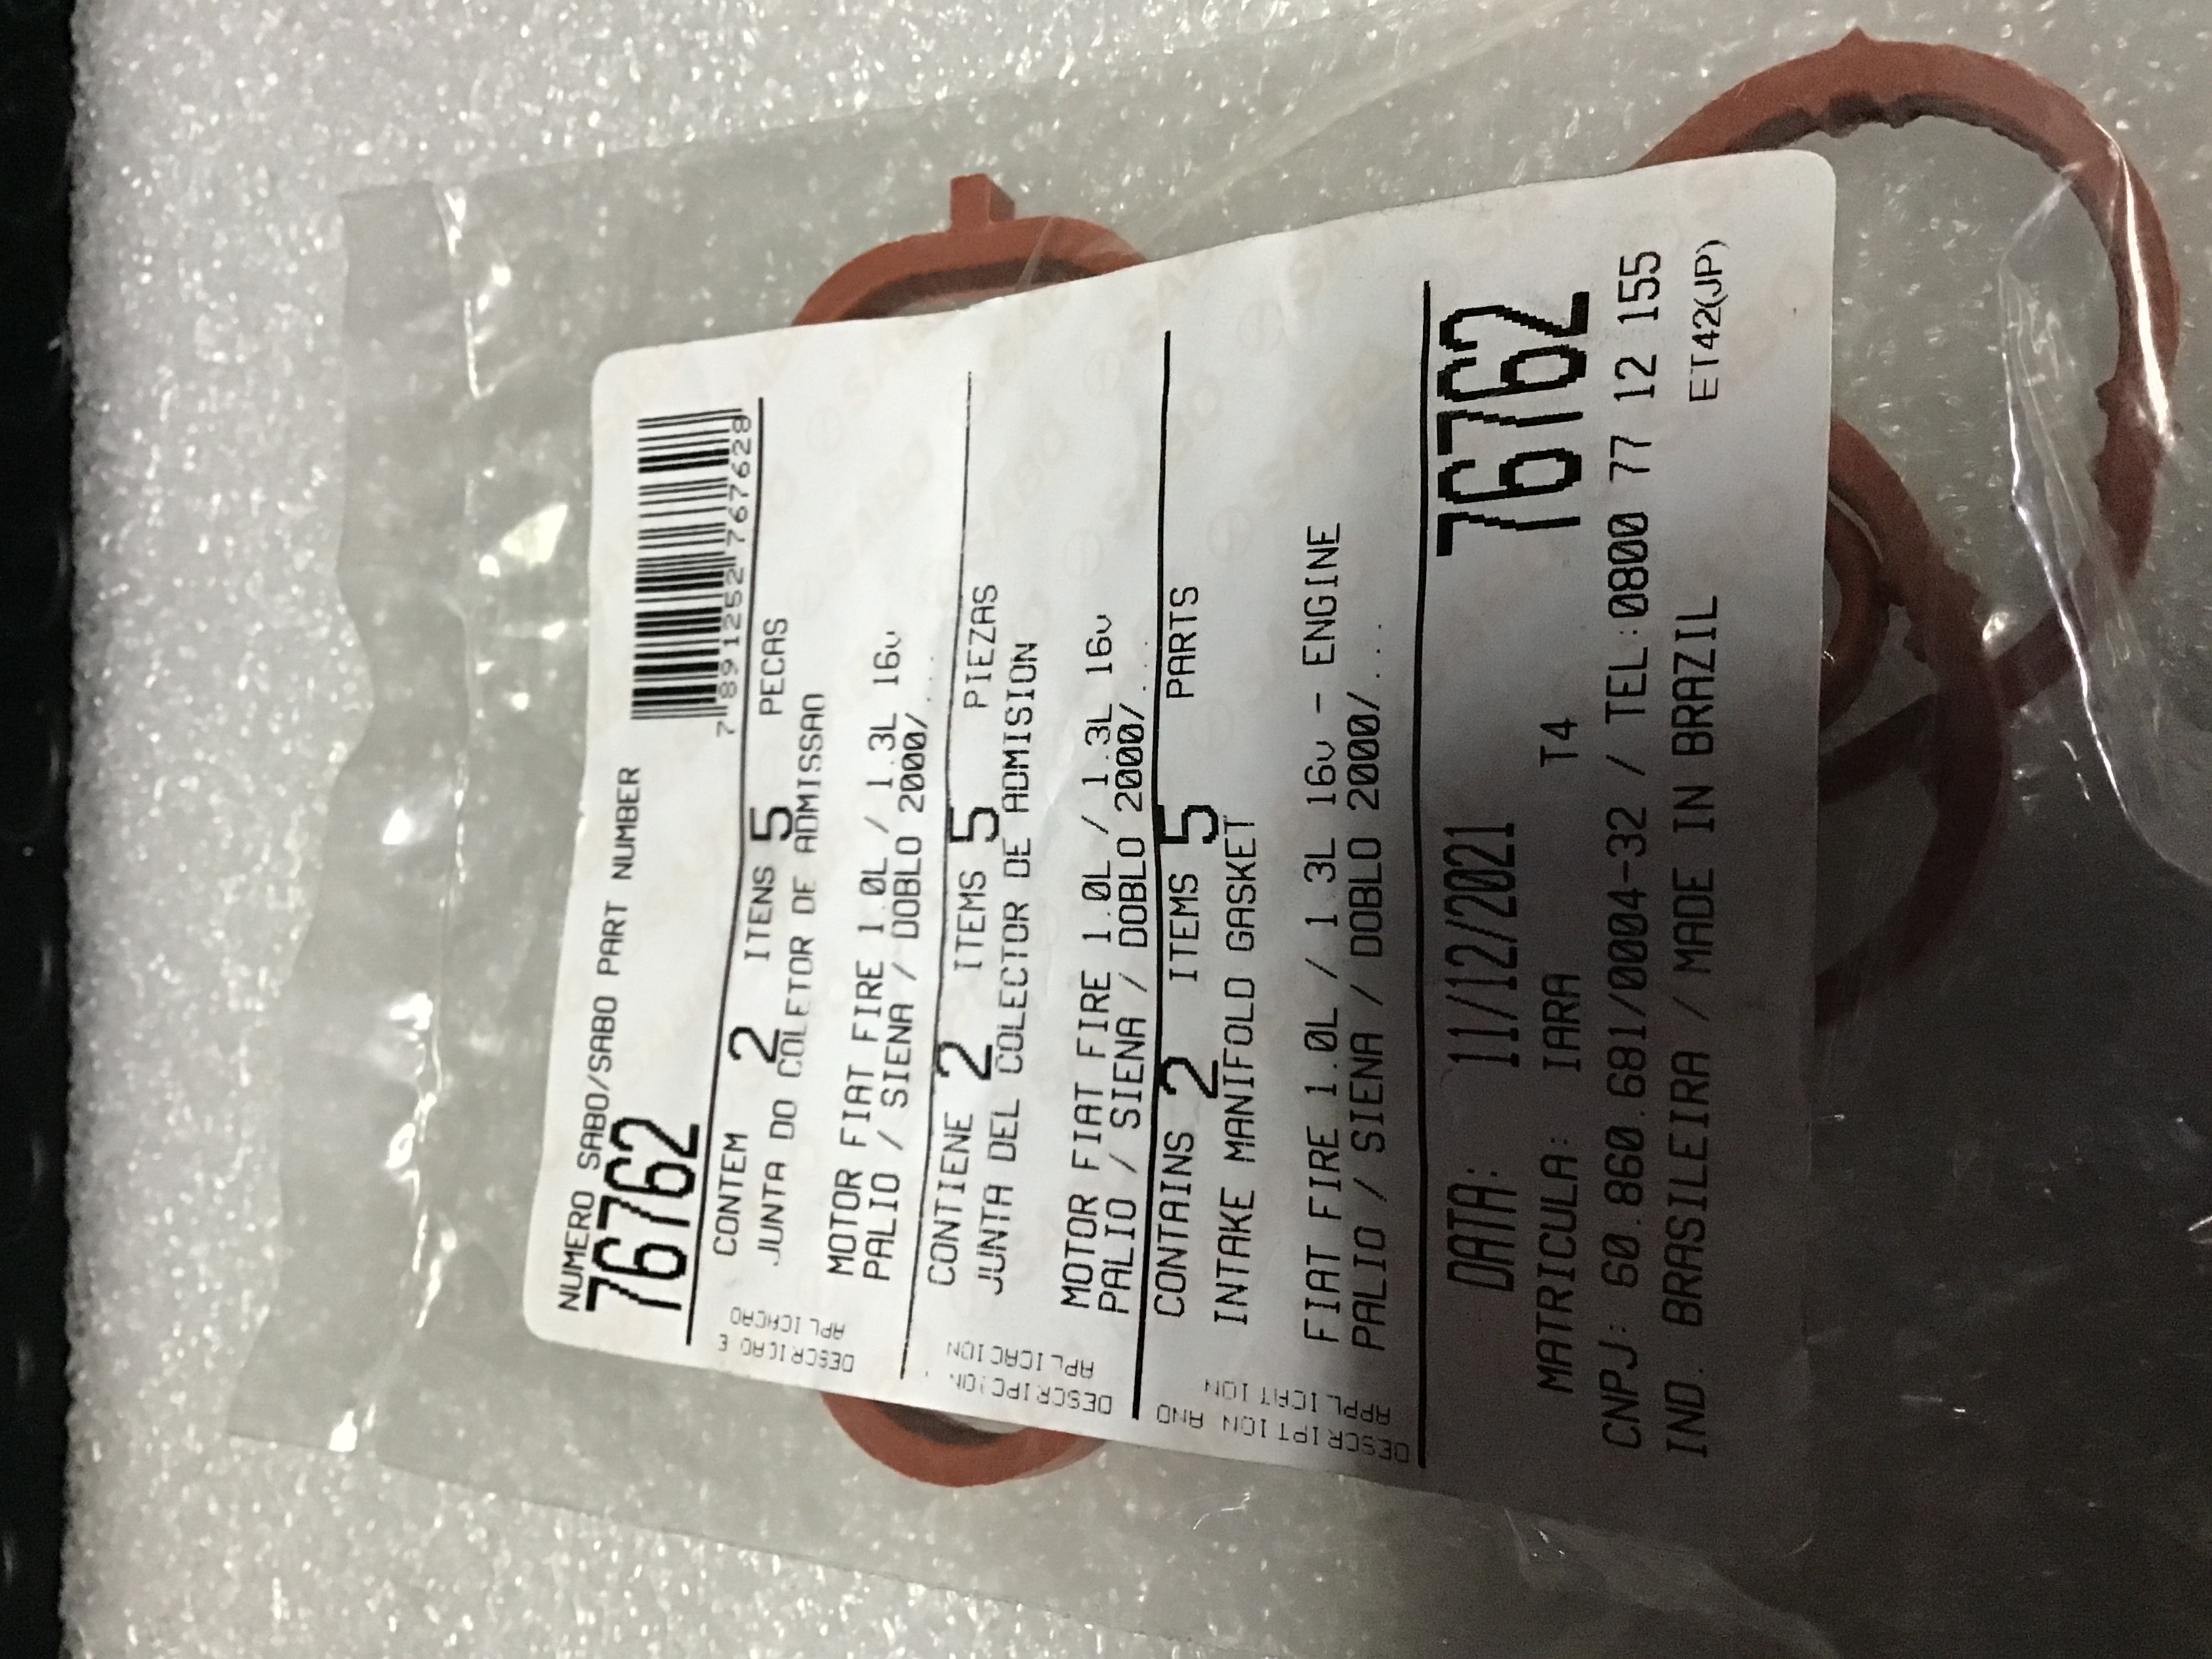 NUMERO SABO/SABO PART NUMBER
76762
7 891252 767628
CONTEM 2 ITENS 5 PECAS
JUNTA DO COLETOR DE ADMISSAO
MOTOR FIAT FIRE 1.0L / 1.3L 16v
PALIO / SIENA / DOBLO 2000/...
DESCRICAO E
APLICACAO
CONTIENE 2 ITEMS 5 PIEZAS
JUNTA DEL COLECTOR DE ADMISION
MOTOR FIAT FIRE 1.0L / 1.3L 16v
PALIO / SIENA / DOBLO 2000/...
DESCRIPCION
APLICACION
CONTAINS 2 ITEMS 5 PARTS
INTAKE MANIFOLD GASKET
FIAT FIRE 1.0L / 1.3L 16v - ENGINE
PALIO / SIENA / DOBLO 2000/...
DESCRIPTION AND
APPLICATION
DATA: 11/12/2021 76762
MATRICULA: IARA T4
CNPJ: 60.860.681/0004-32 / TEL:0800 77 12 155
IND. BRASILEIRA / MADE IN BRAZIL ET42(JP)